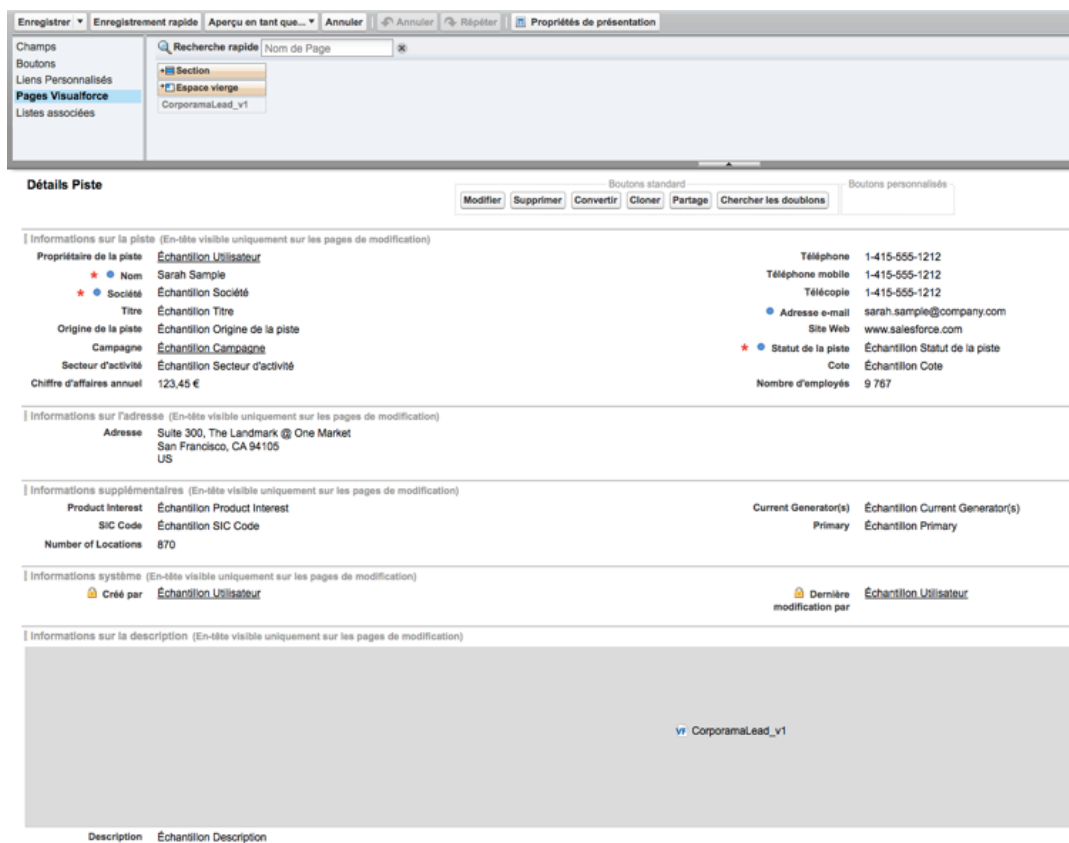 Enregistrer Enregistrement rapide Aperçu en tant que... Annuler Annuler Répéter Propriétés de présentation
Champs
Boutons
Liens Personnalisés
Pages Visualforce
Listes associées
Recherche rapide Nom de Page
Section
Espace vierge
CorporamaLead_v1
Détails Piste
Boutons standard
Modifier Supprimer Convertir Cloner Partage Chercher les doublons
Boutons personnalisés
Informations sur la piste (En-tête visible uniquement sur les pages de modification)
Propriétaire de la piste Échantillon Utilisateur Téléphone 1-415-555-1212
* Nom Sarah Sample Téléphone mobile 1-415-555-1212
* Société Échantillon Société Télécopie 1-415-555-1212
Titre Échantillon Titre Adresse e-mail sarah.sample@company.com
Origine de la piste Échantillon Origine de la piste Site Web www.salesforce.com
Campagne Échantillon Campagne * Statut de la piste Échantillon Statut de la piste
Secteur d'activité Échantillon Secteur d'activité Cote Échantillon Cote
Chiffre d'affaires annuel 123,45 € Nombre d'employés 9 767
Informations sur l'adresse (En-tête visible uniquement sur les pages de modification)
Adresse Suite 300, The Landmark @ One Market
San Francisco, CA 94105
US
Informations supplémentaires (En-tête visible uniquement sur les pages de modification)
Product Interest Échantillon Product Interest Current Generator(s) Échantillon Current Generator(s)
SIC Code Échantillon SIC Code Primary Échantillon Primary
Number of Locations 870
Informations système (En-tête visible uniquement sur les pages de modification)
Créé par Échantillon Utilisateur Dernière Échantillon Utilisateur
modification par
Informations sur la description (En-tête visible uniquement sur les pages de modification)
VF CorporamaLead_v1
Description Échantillon Description